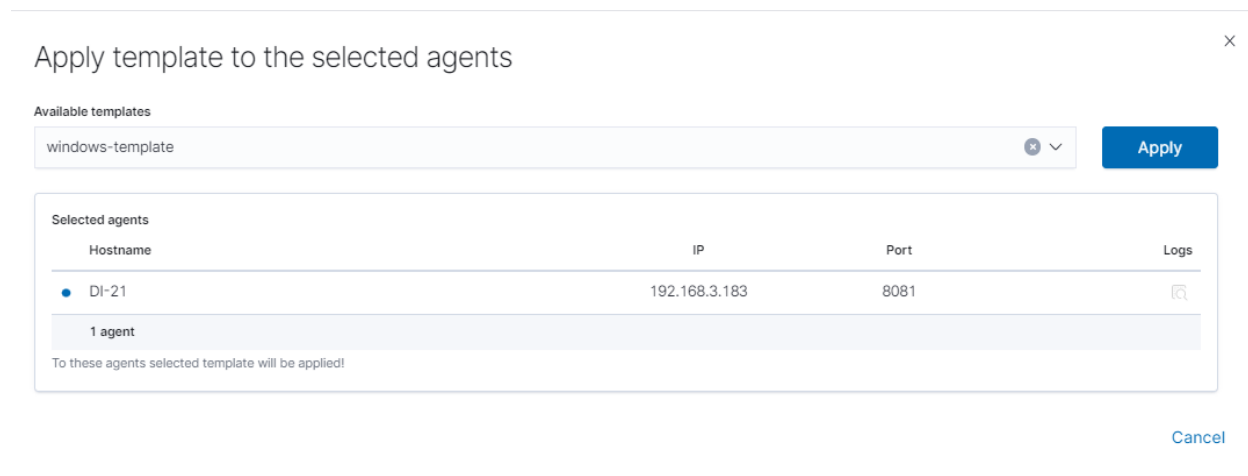 Apply template to the selected agents
Available templates
windows-template
Apply
Selected agents
Hostname IP Port Logs
DI-21 192.168.3.183 8081
1 agent
To these agents selected template will be applied!
Cancel